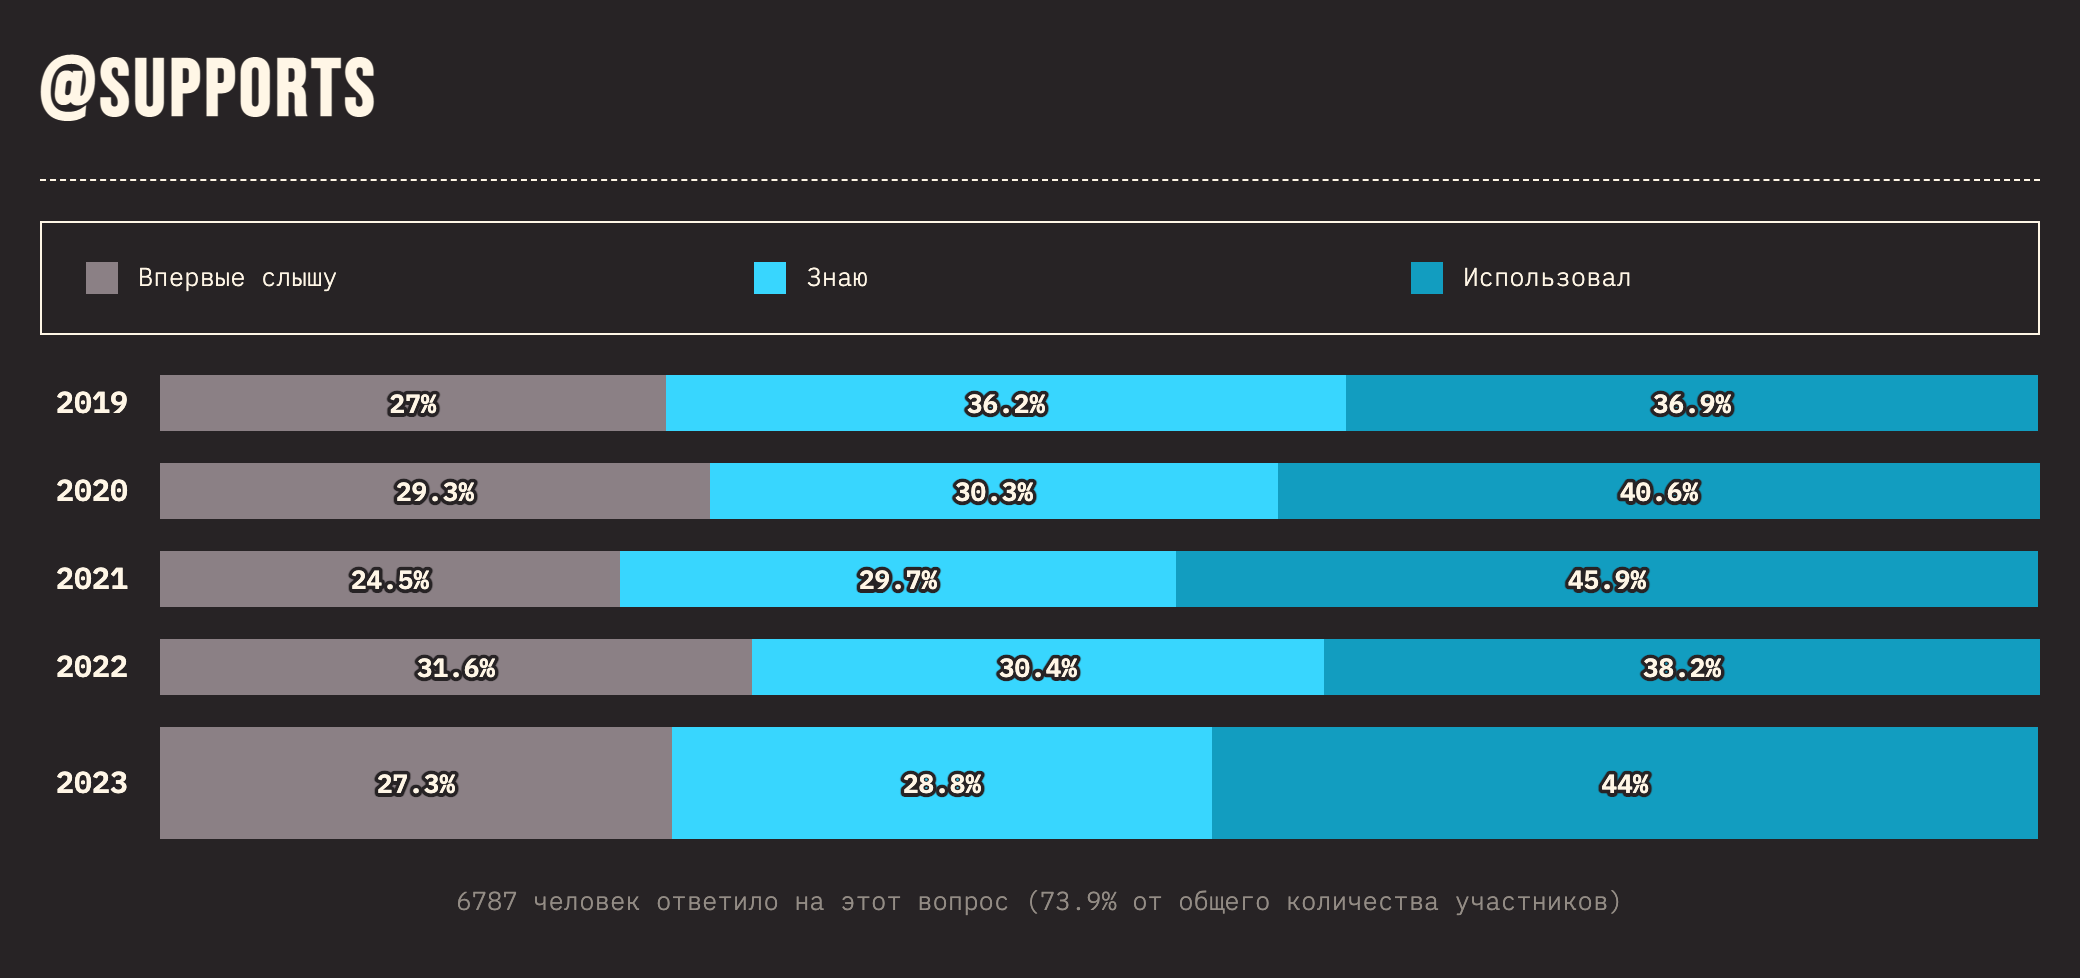 @SUPPORTS
Впервые слышу Знаю Использовал
2019 27% 36.2% 36.9%
2020 29.3% 30.3% 40.6%
2021 24.5% 29.7% 45.9%
2022 31.6% 30.4% 38.2%
2023 27.3% 28.8% 44%
6787 человек ответило на этот вопрос (73.9% от общего количества участников)